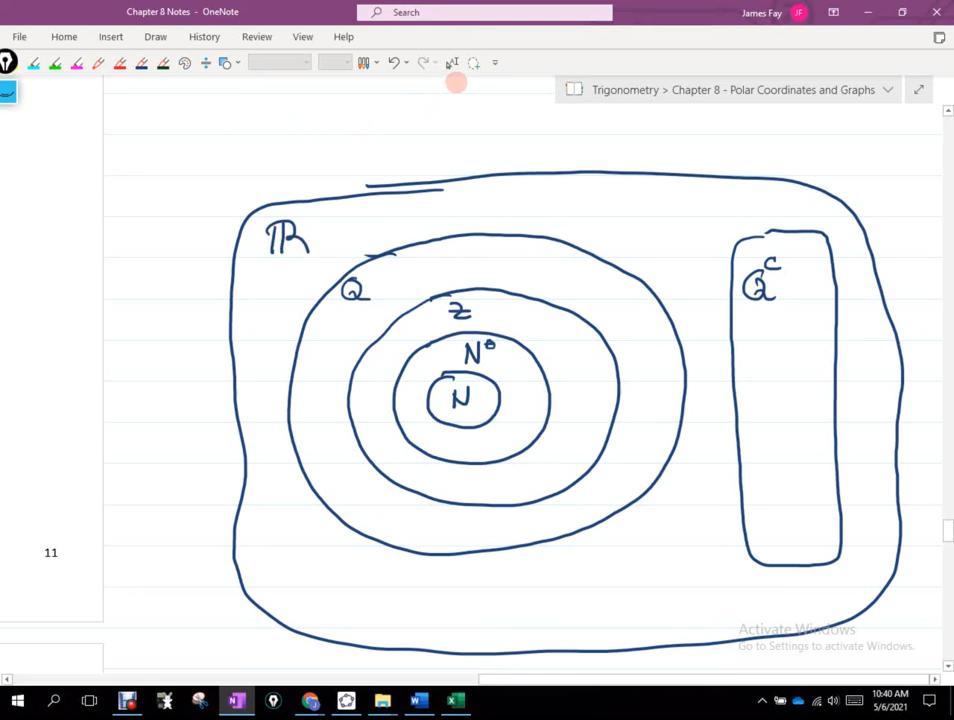 Chapter 8 Notes - OneNote
Search
James Fay
JF
File Home Insert Draw History Review View Help
Trigonometry > Chapter 8 - Polar Coordinates and Graphs
ℝ
Q
Qᶜ
Z
N⁰
N
11
Activate Windows
Go to Settings to activate Windows.
10:40 AM
5/6/2021